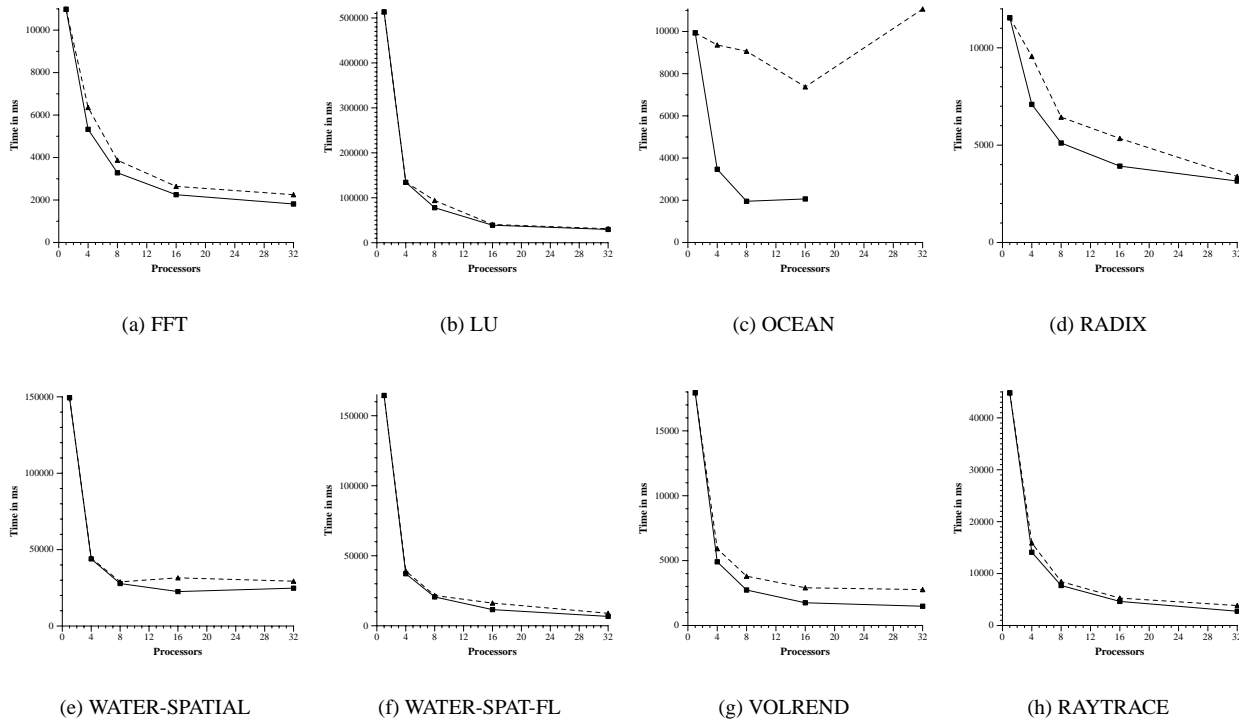 Time in ms
10000
8000
6000
4000
2000
0
0 4 8 12 16 20 24 28 32
Processors
(a) FFT
Time in ms
500000
400000
300000
200000
100000
0
0 4 8 12 16 20 24 28 32
Processors
(b) LU
Time in ms
10000
8000
6000
4000
2000
0
0 4 8 12 16 20 24 28 32
Processors
(c) OCEAN
Time in ms
10000
5000
0
0 4 8 12 16 20 24 28 32
Processors
(d) RADIX
Time in ms
150000
100000
50000
0
0 4 8 12 16 20 24 28 32
Processors
(e) WATER-SPATIAL
Time in ms
150000
100000
50000
0
0 4 8 12 16 20 24 28 32
Processors
(f) WATER-SPAT-FL
Time in ms
15000
10000
5000
0
0 4 8 12 16 20 24 28 32
Processors
(g) VOLREND
Time in ms
40000
30000
20000
10000
0
0 4 8 12 16 20 24 28 32
Processors
(h) RAYTRACE